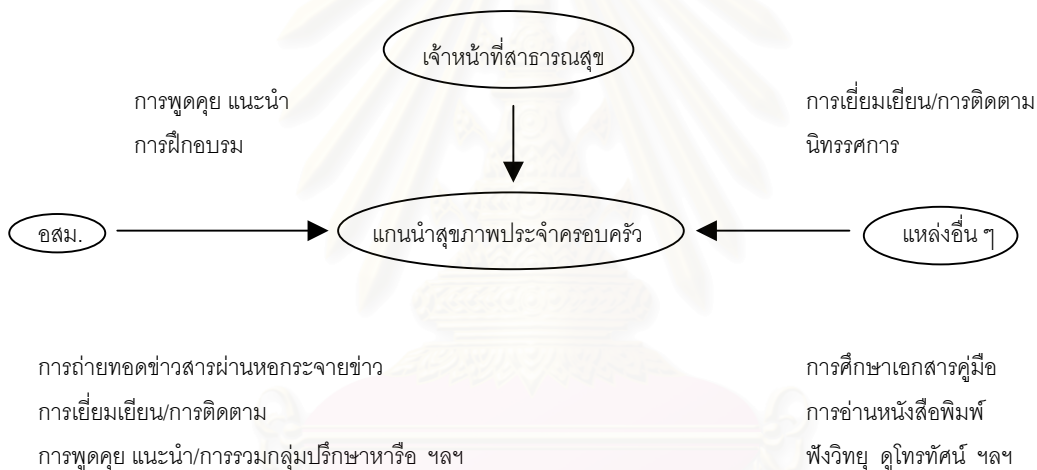 เจ้าหน้าที่สาธารณสุข
การพูดคุย แนะนำ
การเยี่ยมเยียน/การติดตาม
การฝึกอบรม
นิทรรศการ
อสม.
แกนนำสุขภาพประจำครอบครัว
แหล่งอื่น ๆ
การถ่ายทอดข่าวสารผ่านหอกระจายข่าว
การศึกษาเอกสารคู่มือ
การเยี่ยมเยียน/การติดตาม
การอ่านหนังสือพิมพ์
การพูดคุย แนะนำ/การรวมกลุ่มปรึกษาหารือ ฯลฯ
ฟังวิทยุ ดูโทรทัศน์ ฯลฯ